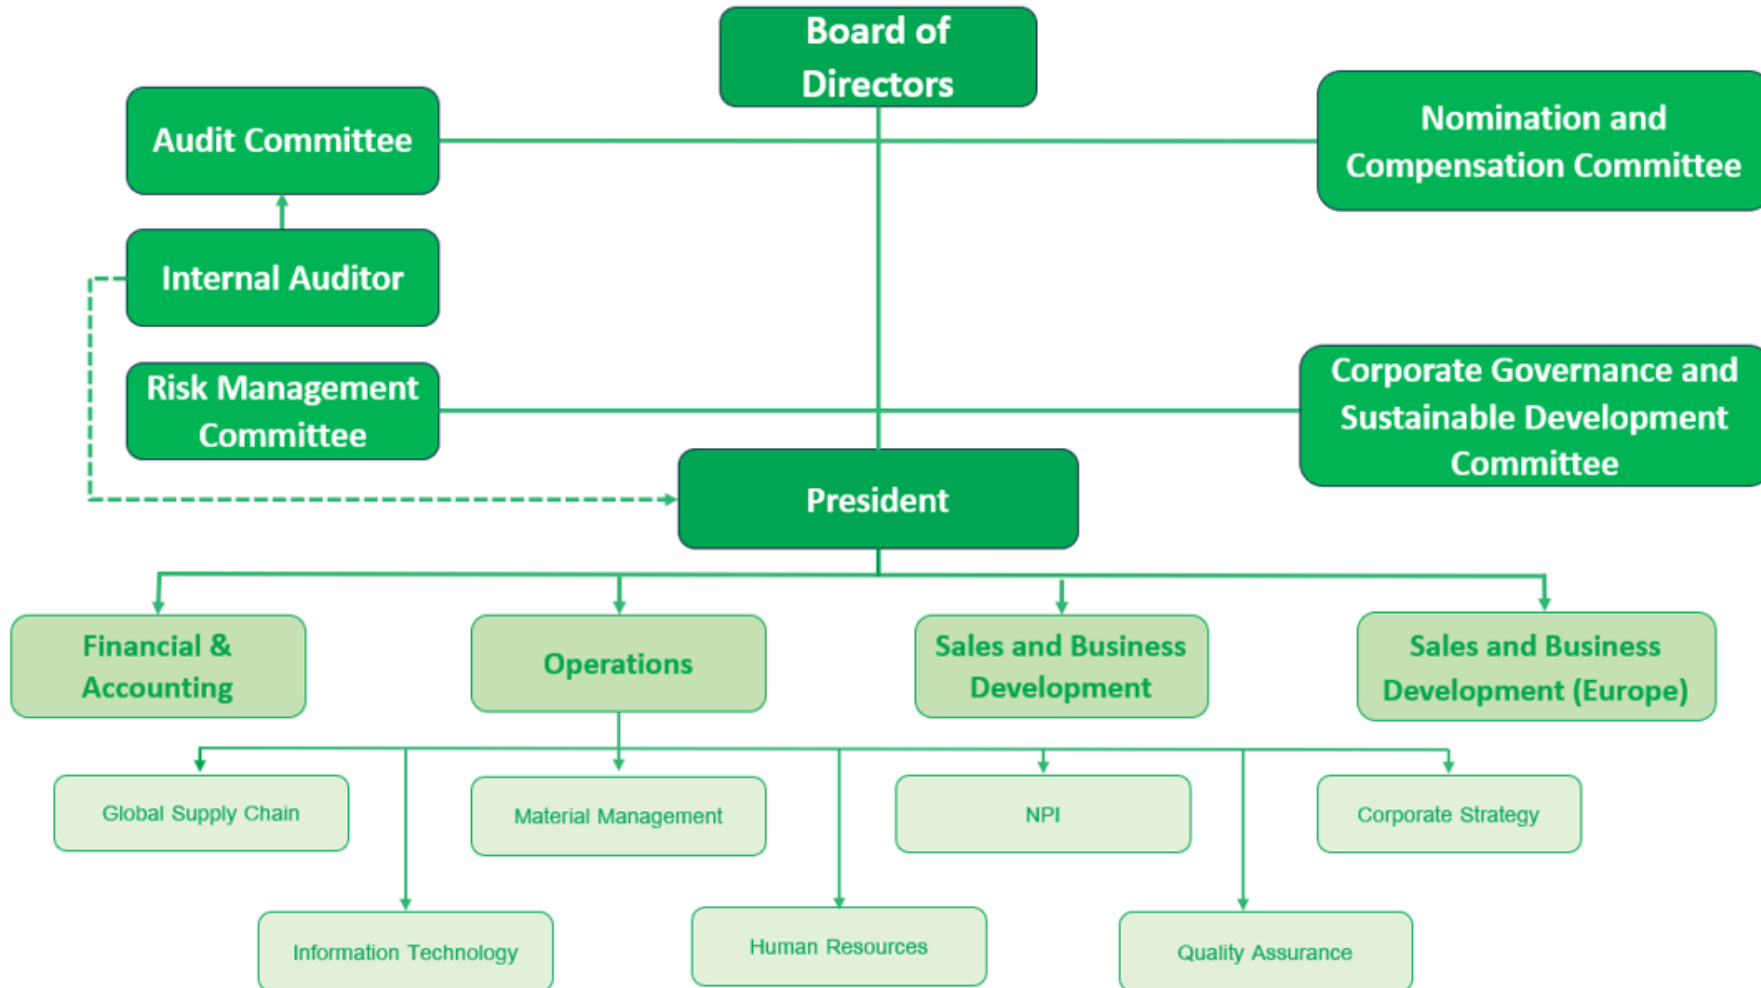 Board of
Directors
Audit Committee
Nomination and
Compensation Committee
Internal Auditor
Risk Management
Committee
Corporate Governance and
Sustainable Development
Committee
President
Financial &
Accounting
Operations
Sales and Business
Development
Sales and Business
Development (Europe)
Global Supply Chain
Material Management
NPI
Corporate Strategy
Information Technology
Human Resources
Quality Assurance